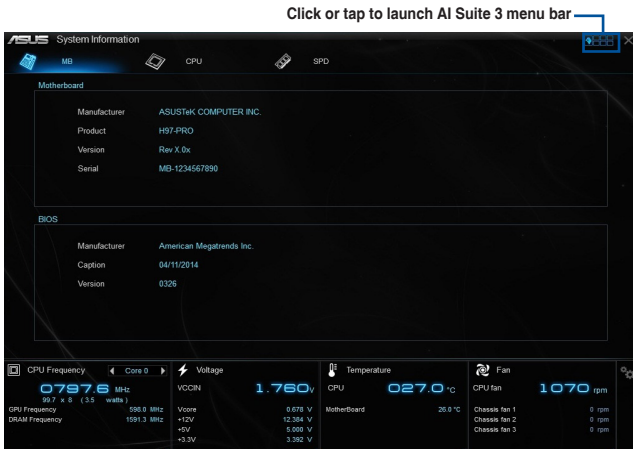 Click or tap to launch AI Suite 3 menu bar
ASUS System Information
MB CPU SPD
Motherboard
Manufacturer ASUSTeK COMPUTER INC.
Product H97-PRO
Version Rev X.0x
Serial MB-1234567890
BIOS
Manufacturer American Megatrends Inc.
Caption 04/11/2014
Version 0326
CPU Frequency Core 0 Voltage Temperature Fan
0797.6 MHz VCCIN 1.760v CPU 027.0 °C CPU fan 1070 rpm
99.7 x 8 (3.5 watts)
GPU Frequency 598.0 MHz Vcore 0.678 V MotherBoard 26.0 °C Chassis fan 1 0 rpm
DRAM Frequency 1591.3 MHz +12V 12.384 V Chassis fan 2 0 rpm
+5V 5.000 V Chassis fan 3 0 rpm
+3.3V 3.392 V